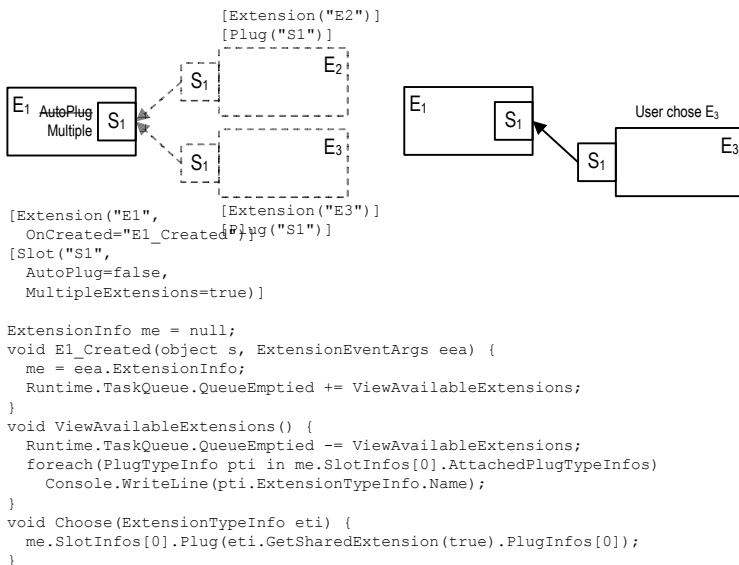 [Extension("E2")]
[Plug("S1")]
E2
S1
E1 AutoPlug
Multiple
S1
S1
E3
[Extension("E3")]
[Plug("S1")]
E1
S1
User chose E3
S1
E3
[Extension("E1",
  OnCreated="E1_Created")]
[Slot("S1",
  AutoPlug=false,
  MultipleExtensions=true)]
ExtensionInfo me = null;
void E1_Created(object s, ExtensionEventArgs eea) {
  me = eea.ExtensionInfo;
  Runtime.TaskQueue.QueueEmptied += ViewAvailableExtensions;
}
void ViewAvailableExtensions() {
  Runtime.TaskQueue.QueueEmptied -= ViewAvailableExtensions;
  foreach(PlugTypeInfo pti in me.SlotInfos[0].AttachedPlugTypeInfos)
    Console.WriteLine(pti.ExtensionTypeInfo.Name);
}
void Choose(ExtensionTypeInfo eti) {
  me.SlotInfos[0].Plug(eti.GetSharedExtension(true).PlugInfos[0]);
}